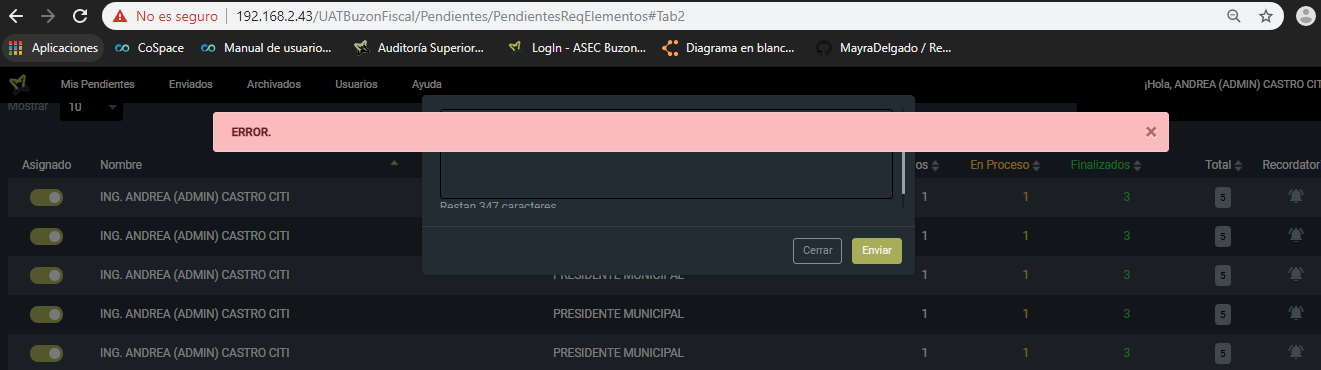 No es seguro | 192.168.2.43/UATBuzonFiscal/Pendientes/PendientesReqElementos#Tab2
Aplicaciones CoSpace Manual de usuario... Auditoría Superior... LogIn - ASEC Buzon... Diagrama en blanc... MayraDelgado / Re...
Mis Pendientes Enviados Archivados Usuarios Ayuda ¡Hola, ANDREA (ADMIN) CASTRO CIT
Mostrar 10
ERROR. ×
Asignado Nombre os En Proceso Finalizados Total Recordator
ING. ANDREA (ADMIN) CASTRO CITI 1 1 3 5
Restan 347 caracteres
ING. ANDREA (ADMIN) CASTRO CITI 1 1 3 5
Cerrar Enviar
ING. ANDREA (ADMIN) CASTRO CITI PRESIDENTE MUNICIPAL 1 1 3 5
ING. ANDREA (ADMIN) CASTRO CITI PRESIDENTE MUNICIPAL 1 1 3 5
ING. ANDREA (ADMIN) CASTRO CITI PRESIDENTE MUNICIPAL 1 1 3 5